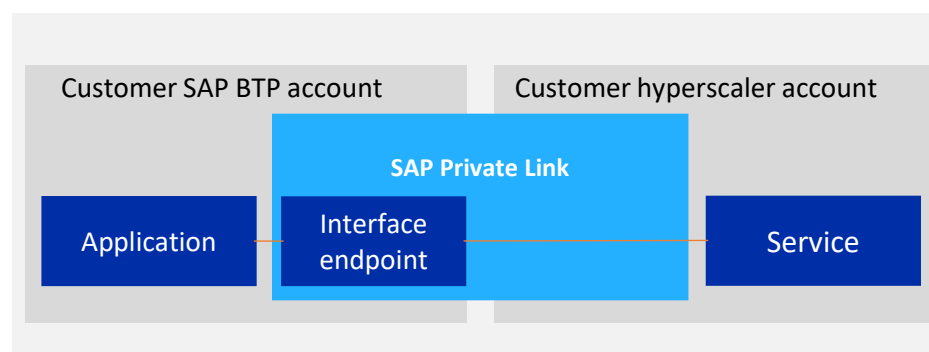 Customer SAP BTP account
Customer hyperscaler account
SAP Private Link
Application
Interface
endpoint
Service